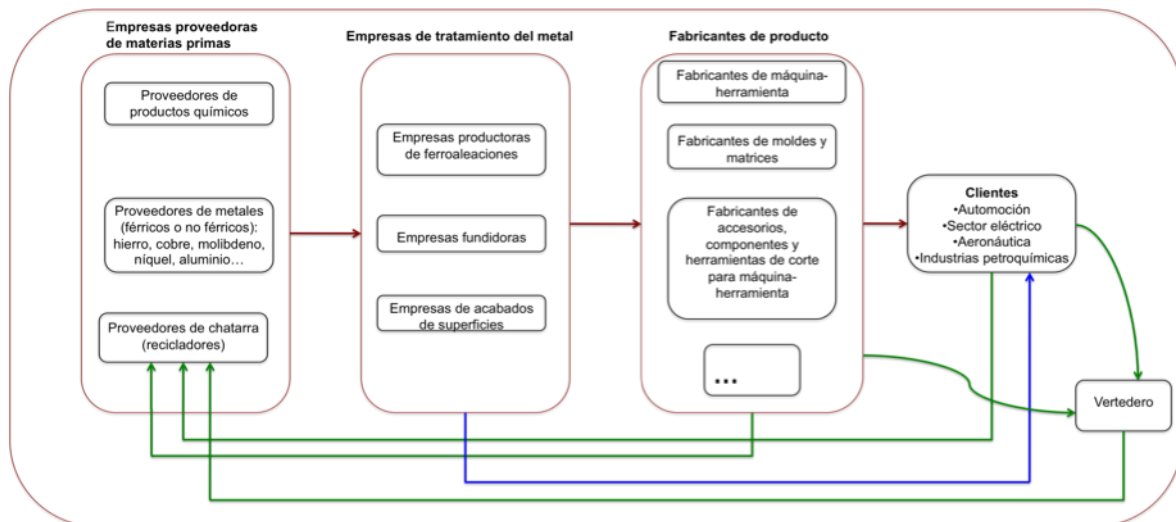 Empresas proveedoras
de materias primas
Proveedores de
productos químicos
Proveedores de metales
(férricos o no férricos):
hierro, cobre, molibdeno,
níquel, aluminio…
Proveedores de chatarra
(recicladores)
Empresas de tratamiento del metal
Empresas productoras
de ferroaleaciones
Empresas fundidoras
Empresas de acabados
de superficies
Fabricantes de producto
Fabricantes de máquina-
herramienta
Fabricantes de moldes y
matrices
Fabricantes de
accesorios,
componentes y
herramientas de corte
para máquina-
herramienta
...
Clientes
•Automoción
•Sector eléctrico
•Aeronáutica
•Industrias petroquímicas
Vertedero